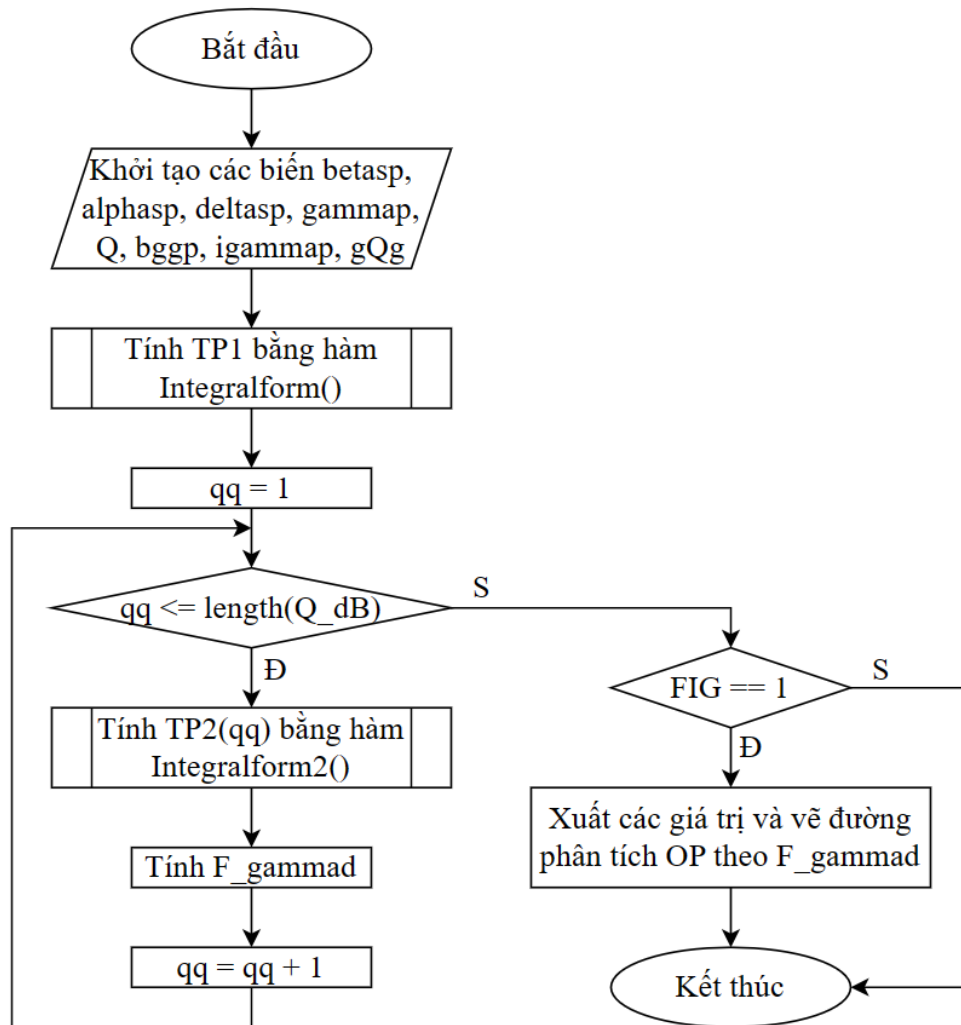 Bắt đầu
Khởi tạo các biến betasp,
alphasp, deltasp, gammap,
Q, bggp, igammap, gQg
Tính TP1 bằng hàm
Integralform()
qq = 1
qq <= length(Q_dB)
S
Đ
Tính TP2(qq) bằng hàm
Integralform2()
Tính F_gammad
qq = qq + 1
FIG == 1
S
Đ
Xuất các giá trị và vẽ đường
phân tích OP theo F_gammad
Kết thúc